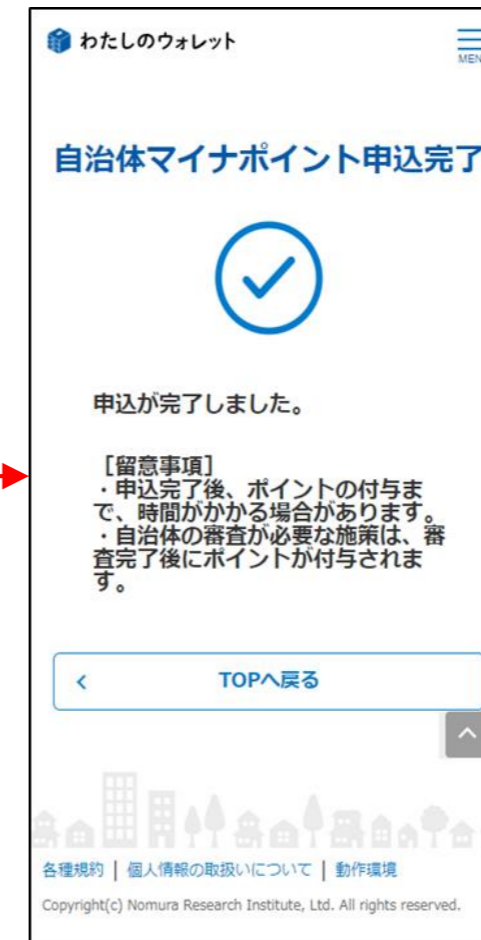 わたしのウォレット
MEN
自治体マイナポイント申込完了
申込が完了しました。
［留意事項］
・申込完了後、ポイントの付与ま
で、時間がかかる場合があります。
・自治体の審査が必要な施策は、審
査完了後にポイントが付与されま
す。
TOPへ戻る
各種規約 | 個人情報の取扱いについて | 動作環境
Copyright(c) Nomura Research Institute, Ltd. All rights reserved.